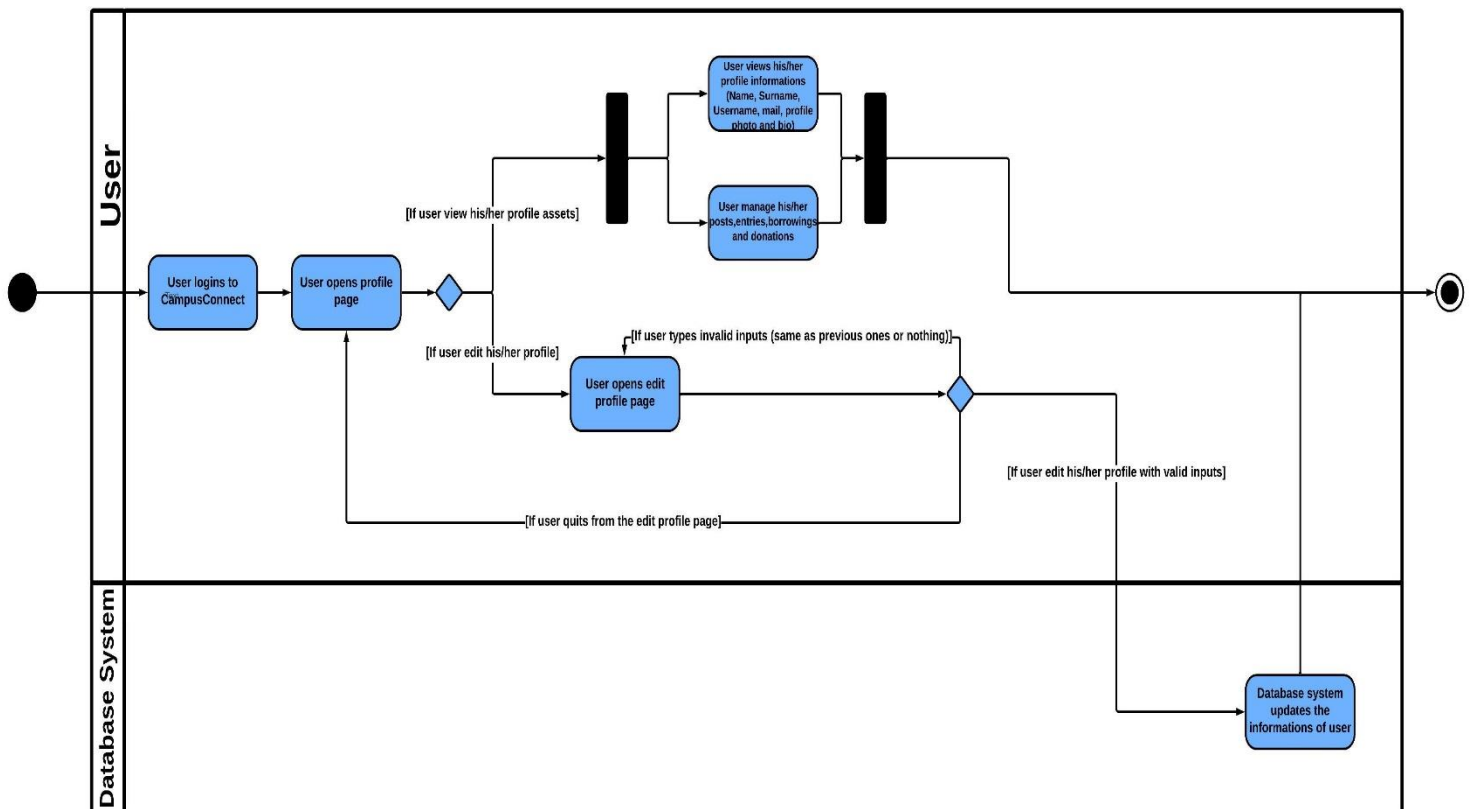 User
User views his/her
profile informations
(Name, Surname,
Username, mail, profile
photo and bio)
[If user view his/her profile assets]
User manage his/her
posts,entries,borrowings
and donations
User logins to
CampusConnect
User opens profile
page
[If user edit his/her profile]
[If user types invalid inputs (same as previous ones or nothing)]
User opens edit
profile page
[If user edit his/her profile with valid inputs]
[If user quits from the edit profile page]
Database System
Database system
updates the
informations of user